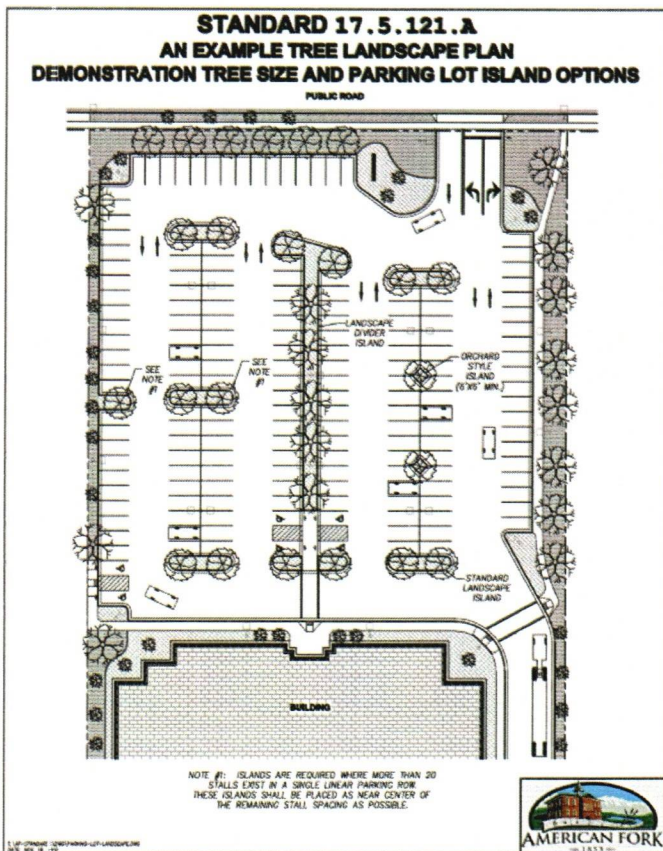 STANDARD 17.5.121.A
AN EXAMPLE TREE LANDSCAPE PLAN
DEMONSTRATION TREE SIZE AND PARKING LOT ISLAND OPTIONS
PUBLIC ROAD
LANDSCAPE
DIVIDER
ISLAND
ORCHARD
STYLE
ISLAND
(6'X6' MIN.)
SEE
NOTE
#1
SEE
NOTE
#1
STANDARD
LANDSCAPE
ISLAND
BUILDING
NOTE #1: ISLANDS ARE REQUIRED WHERE MORE THAN 20
STALLS EXIST IN A SINGLE LINEAR PARKING ROW.
THESE ISLANDS SHALL BE PLACED AS NEAR CENTER OF
THE REMAINING STALL SPACING AS POSSIBLE.
AMERICAN FORK
1853